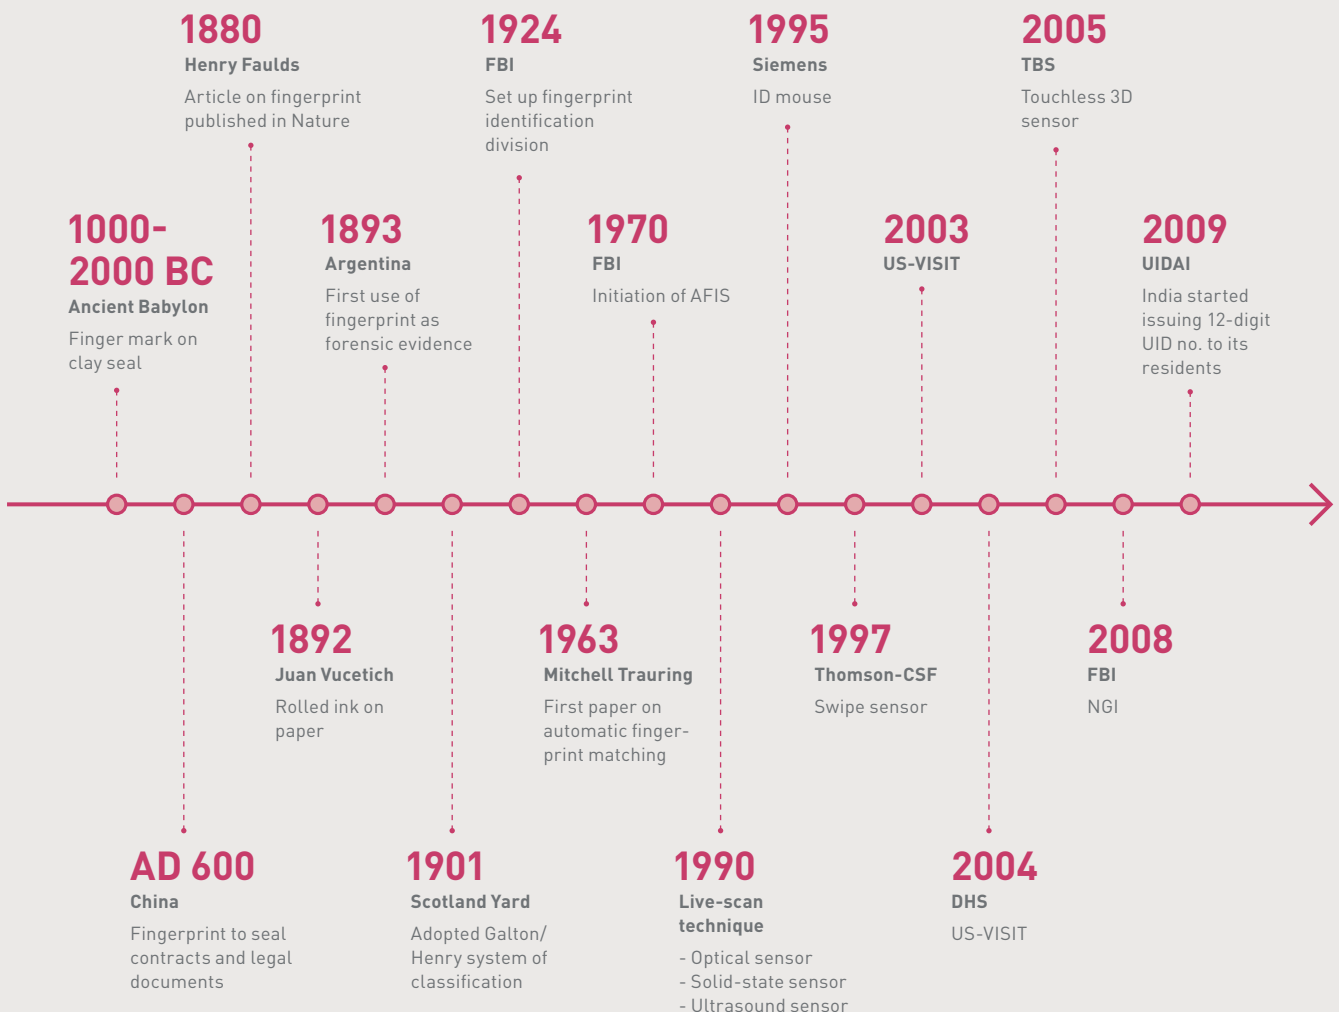 1880
Henry Faulds
Article on fingerprint
published in Nature
1924
FBI
Set up fingerprint
identification
division
1995
Siemens
ID mouse
2005
TBS
Touchless 3D
sensor
1000-
2000 BC
Ancient Babylon
Finger mark on
clay seal
1893
Argentina
First use of
fingerprint as
forensic evidence
1970
FBI
Initiation of AFIS
2003
US-VISIT
2009
UIDAI
India started
issuing 12-digit
UID no. to its
residents
1892
Juan Vucetich
Rolled ink on
paper
1963
Mitchell Trauring
First paper on
automatic finger-
print matching
1997
Thomson-CSF
Swipe sensor
2008
FBI
NGI
AD 600
China
Fingerprint to seal
contracts and legal
documents
1901
Scotland Yard
Adopted Galton/
Henry system of
classification
1990
Live-scan
technique
- Optical sensor
- Solid-state sensor
- Ultrasound sensor
2004
DHS
US-VISIT